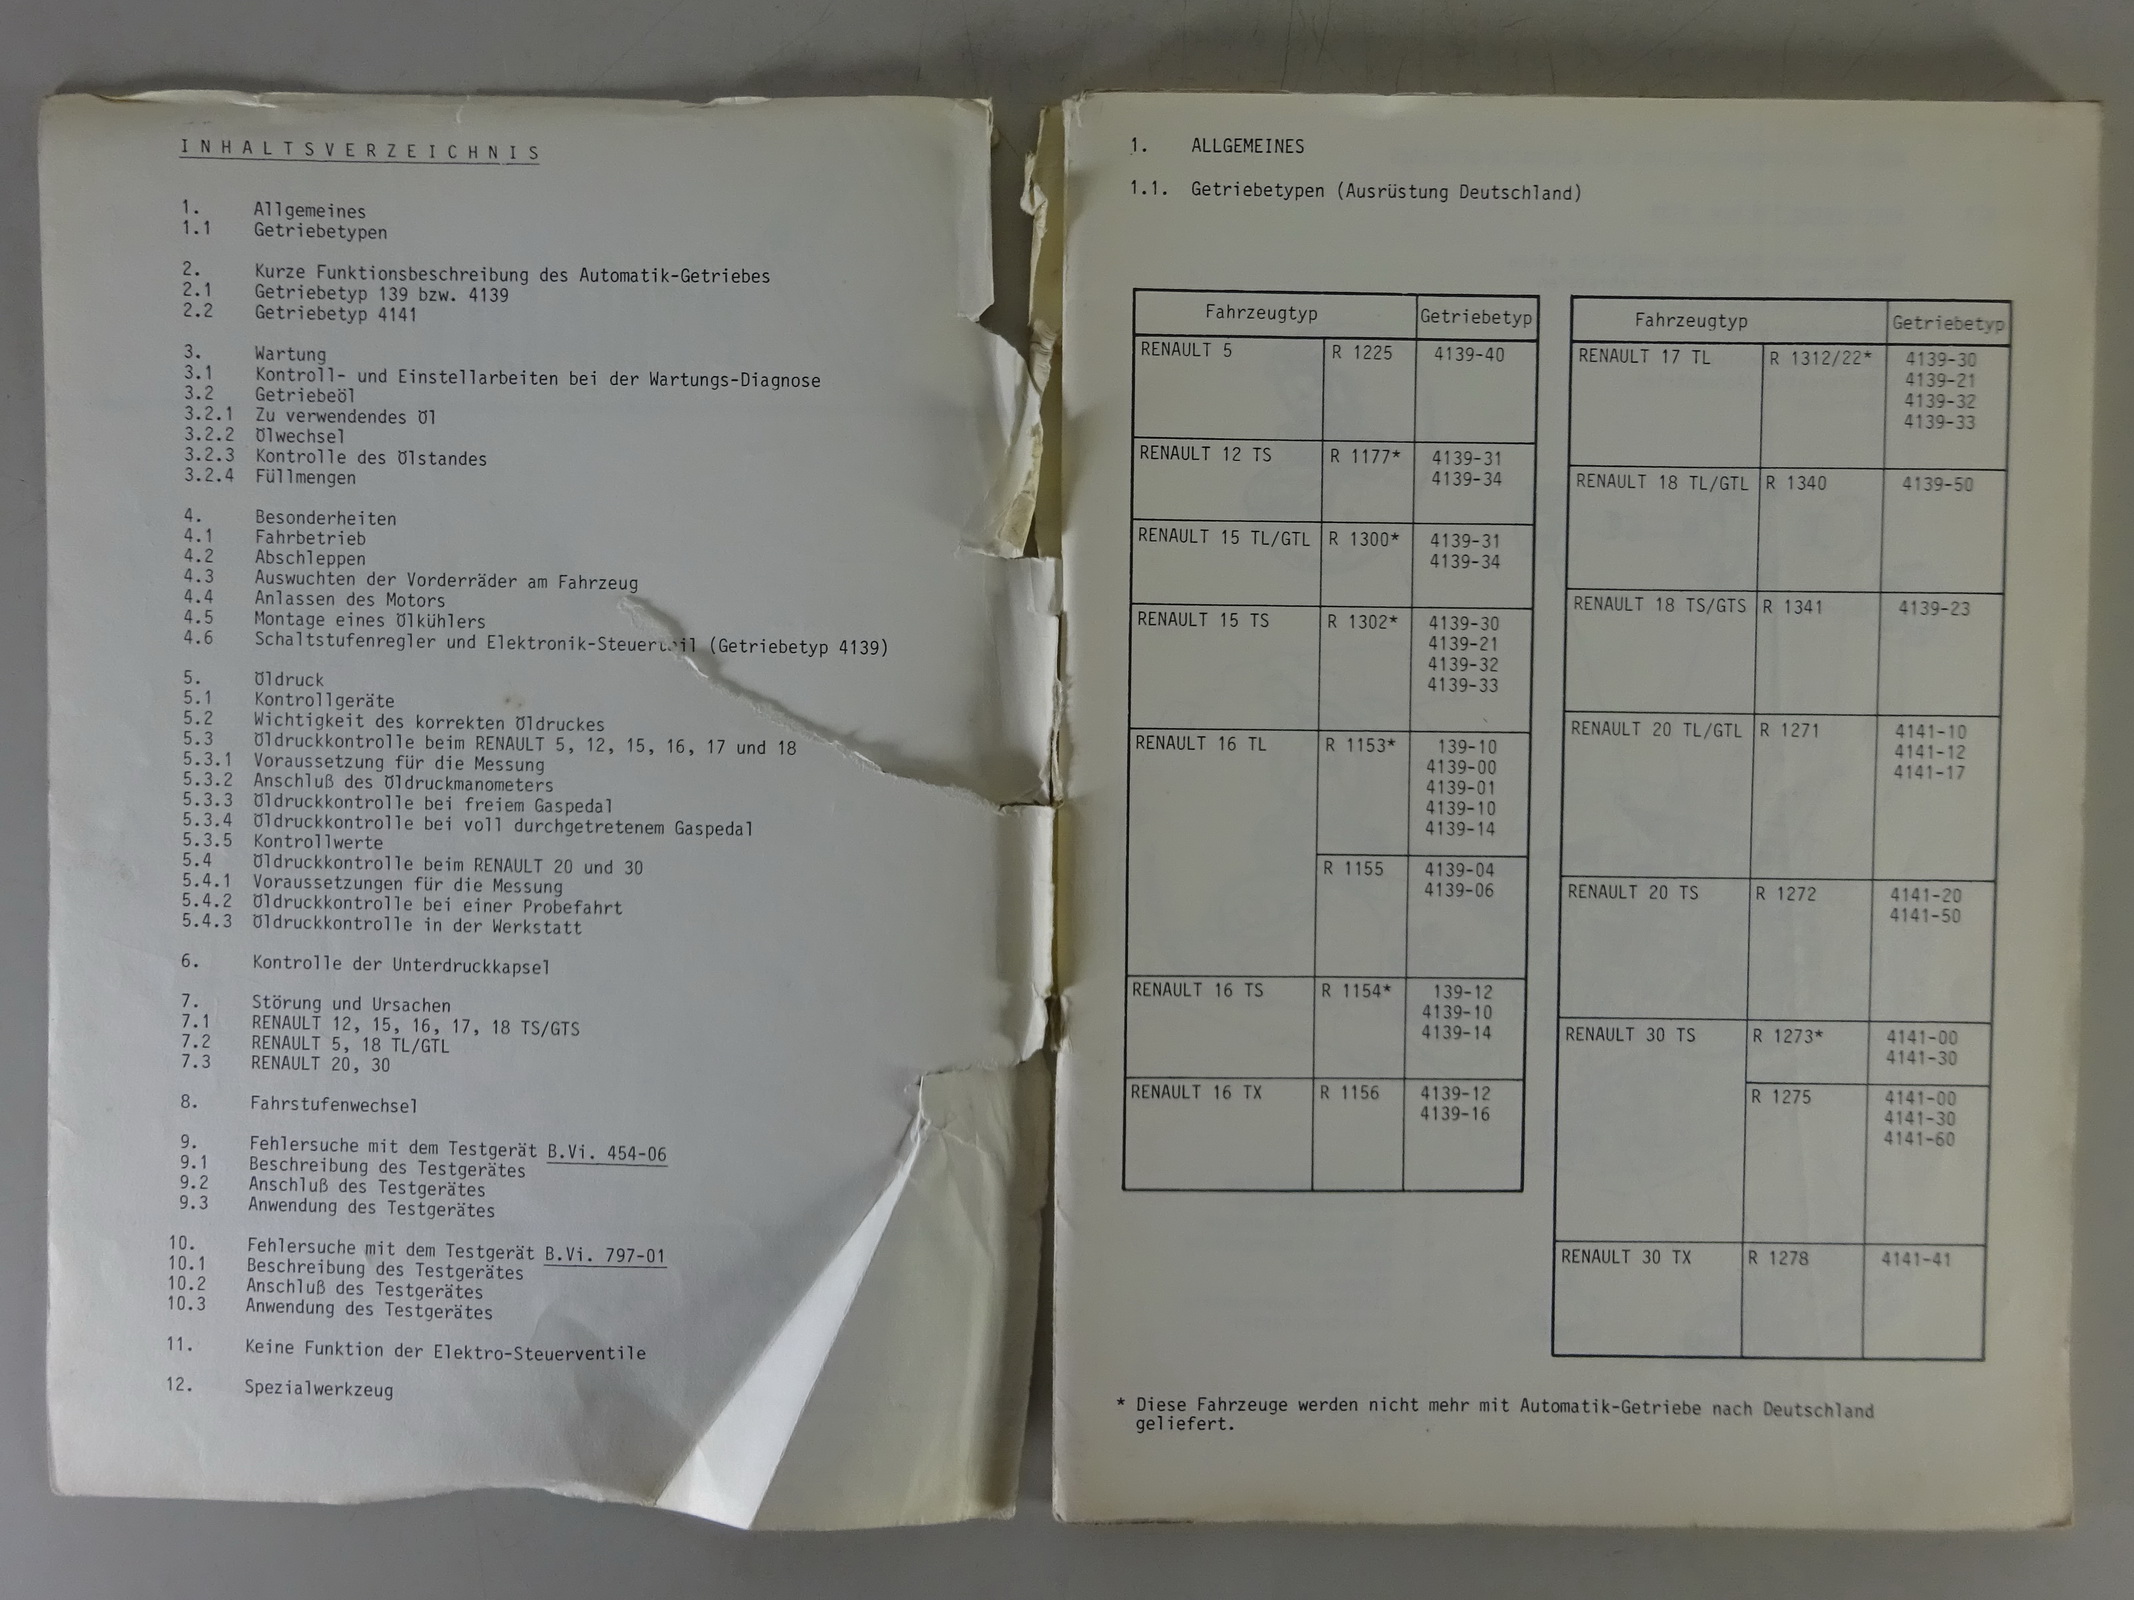 INHALTSVERZEICHNIS
1. Allgemeines
1.1 Getriebetypen
2. Kurze Funktionsbeschreibung des Automatik-Getriebes
2.1 Getriebetyp 139 bzw. 4139
2.2 Getriebetyp 4141
3. Wartung
3.1 Kontroll- und Einstellarbeiten bei der Wartungs-Diagnose
3.2 Getriebeöl
3.2.1 Zu verwendendes Öl
3.2.2 Ölwechsel
3.2.3 Kontrolle des Ölstandes
3.2.4 Füllmengen
4. Besonderheiten
4.1 Fahrbetrieb
4.2 Abschleppen
4.3 Auswuchten der Vorderräder am Fahrzeug
4.4 Anlassen des Motors
4.5 Montage eines Ölkühlers
4.6 Schaltstufenregler und Elektronik-Steuerteil (Getriebetyp 4139)
5. Öldruck
5.1 Kontrollgeräte
5.2 Wichtigkeit des korrekten Öldruckes
5.3 Öldruckkontrolle beim RENAULT 5, 12, 15, 16, 17 und 18
5.3.1 Voraussetzung für die Messung
5.3.2 Anschluß des Öldruckmanometers
5.3.3 Öldruckkontrolle bei freiem Gaspedal
5.3.4 Öldruckkontrolle bei voll durchgetretenem Gaspedal
5.3.5 Kontrollwerte
5.4 Öldruckkontrolle beim RENAULT 20 und 30
5.4.1 Voraussetzungen für die Messung
5.4.2 Öldruckkontrolle bei einer Probefahrt
5.4.3 Öldruckkontrolle in der Werkstatt
6. Kontrolle der Unterdruckkapsel
7. Störung und Ursachen
7.1 RENAULT 12, 15, 16, 17, 18 TS/GTS
7.2 RENAULT 5, 18 TL/GTL
7.3 RENAULT 20, 30
8. Fahrstufenwechsel
9. Fehlersuche mit dem Testgerät B.Vi. 454-06
9.1 Beschreibung des Testgerätes
9.2 Anschluß des Testgerätes
9.3 Anwendung des Testgerätes
10. Fehlersuche mit dem Testgerät B.Vi. 797-01
10.1 Beschreibung des Testgerätes
10.2 Anschluß des Testgerätes
10.3 Anwendung des Testgerätes
11. Keine Funktion der Elektro-Steuerventile
12. Spezialwerkzeug
1. ALLGEMEINES
1.1. Getriebetypen (Ausrüstung Deutschland)
Fahrzeugtyp Getriebetyp
RENAULT 5 R 1225 4139-40
RENAULT 12 TS R 1177* 4139-31
4139-34
RENAULT 15 TL/GTL R 1300* 4139-31
4139-34
RENAULT 15 TS R 1302* 4139-30
4139-21
4139-32
4139-33
RENAULT 16 TL R 1153* 139-10
4139-00
4139-01
4139-10
4139-14
R 1155 4139-04
4139-06
RENAULT 16 TS R 1154* 139-12
4139-10
4139-14
RENAULT 16 TX R 1156 4139-12
4139-16
Fahrzeugtyp Getriebetyp
RENAULT 17 TL R 1312/22* 4139-30
4139-21
4139-32
4139-33
RENAULT 18 TL/GTL R 1340 4139-50
RENAULT 18 TS/GTS R 1341 4139-23
RENAULT 20 TL/GTL R 1271 4141-10
4141-12
4141-17
RENAULT 20 TS R 1272 4141-20
4141-50
RENAULT 30 TS R 1273* 4141-00
4141-30
R 1275 4141-00
4141-30
4141-60
RENAULT 30 TX R 1278 4141-41
* Diese Fahrzeuge werden nicht mehr mit Automatik-Getriebe nach Deutschland
geliefert.